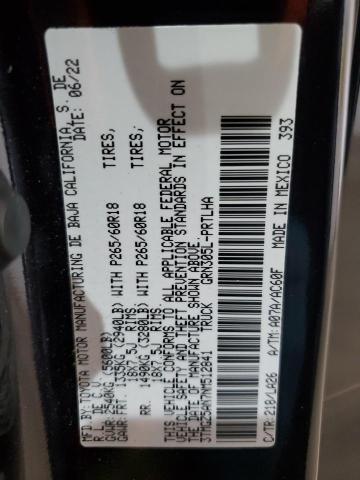 MFD.BY: TOYOTA MOTOR MANUFACTURING DE BAJA CALIFORNIA, S. DE
R.L. DE C.V. DATE: 06/22
GVWR: 2540KG (5600LB)
GAWR: FRT. 1335KG (2940LB) WITH P265/60R18 TIRES,
18X7.5J RIMS
RR. 1490KG (3280LB) WITH P265/60R18 TIRES,
18X7.5J RIMS
THIS VEHICLE CONFORMS TO ALL APPLICABLE FEDERAL MOTOR
VEHICLE SAFETY AND THEFT PREVENTION STANDARDS IN EFFECT ON
THE DATE OF MANUFACTURE SHOWN ABOVE.
3TMGZ5AN7NM512841 TRUCK GRN305L-PRTLHA
C/TR: 218/LA26 A/TM: A07A/AC60F MADE IN MEXICO 393